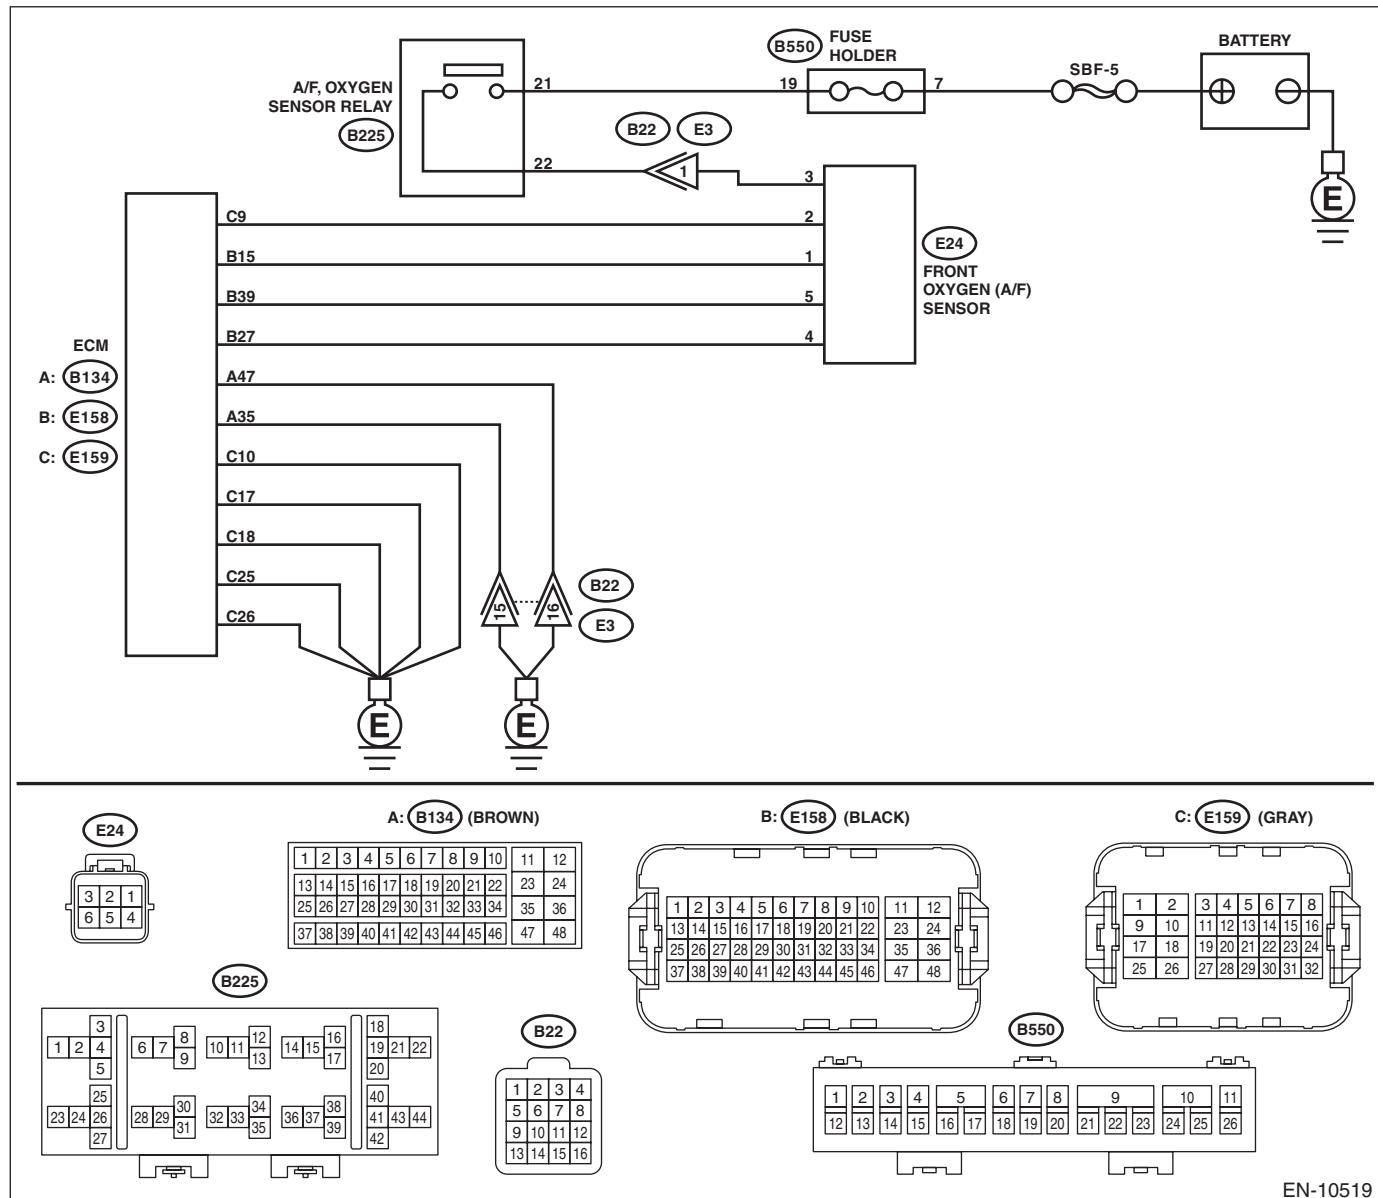 B550 FUSE HOLDER
BATTERY
SBF-5
A/F, OXYGEN
SENSOR RELAY
B225
21
19
7
B22 E3
22
1
3
E
C9
2
B15
1
B39
5
B27
4
E24
FRONT
OXYGEN (A/F)
SENSOR
ECM
A: B134
B: E158
C: E159
A47
A35
C10
C17
C18
C25
C26
15
16
B22
E3
E
E
E24
3 2 1
6 5 4
A: B134 (BROWN)
1 2 3 4 5 6 7 8 9 10 11 12
13 14 15 16 17 18 19 20 21 22 23 24
25 26 27 28 29 30 31 32 33 34 35 36
37 38 39 40 41 42 43 44 45 46 47 48
B: E158 (BLACK)
1 2 3 4 5 6 7 8 9 10 11 12
13 14 15 16 17 18 19 20 21 22 23 24
25 26 27 28 29 30 31 32 33 34 35 36
37 38 39 40 41 42 43 44 45 46 47 48
C: E159 (GRAY)
1 2 3 4 5 6 7 8
9 10 11 12 13 14 15 16
17 18 19 20 21 22 23 24
25 26 27 28 29 30 31 32
B225
3 8 12 16 18
1 2 4 6 7 10 11 14 15 19 21 22
5 9 13 17 20
25 30 34 38 40
23 24 26 28 29 32 33 36 37 41 43 44
27 31 35 39 42
B22
1 2 3 4
5 6 7 8
9 10 11 12
13 14 15 16
B550
1 2 3 4 5 6 7 8 9 10 11
12 13 14 15 16 17 18 19 20 21 22 23 24 25 26
EN-10519